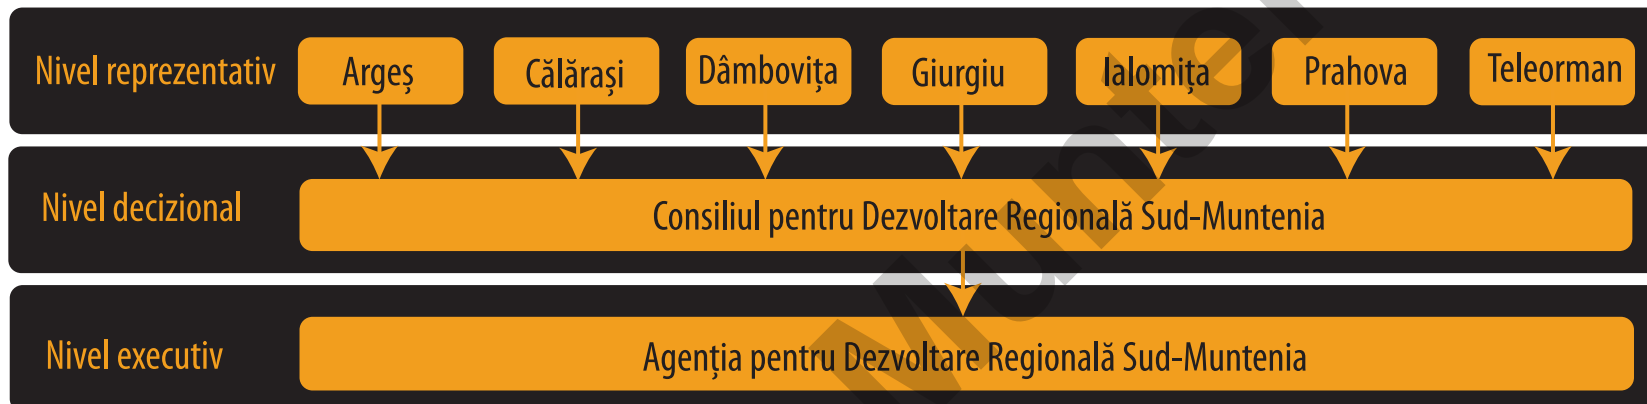 Nivel reprezentativ Argeș Călărași Dâmbovița Giurgiu Ialomița Prahova Teleorman
Nivel decizional Consiliul pentru Dezvoltare Regională Sud-Muntenia
Nivel executiv Agenția pentru Dezvoltare Regională Sud-Muntenia